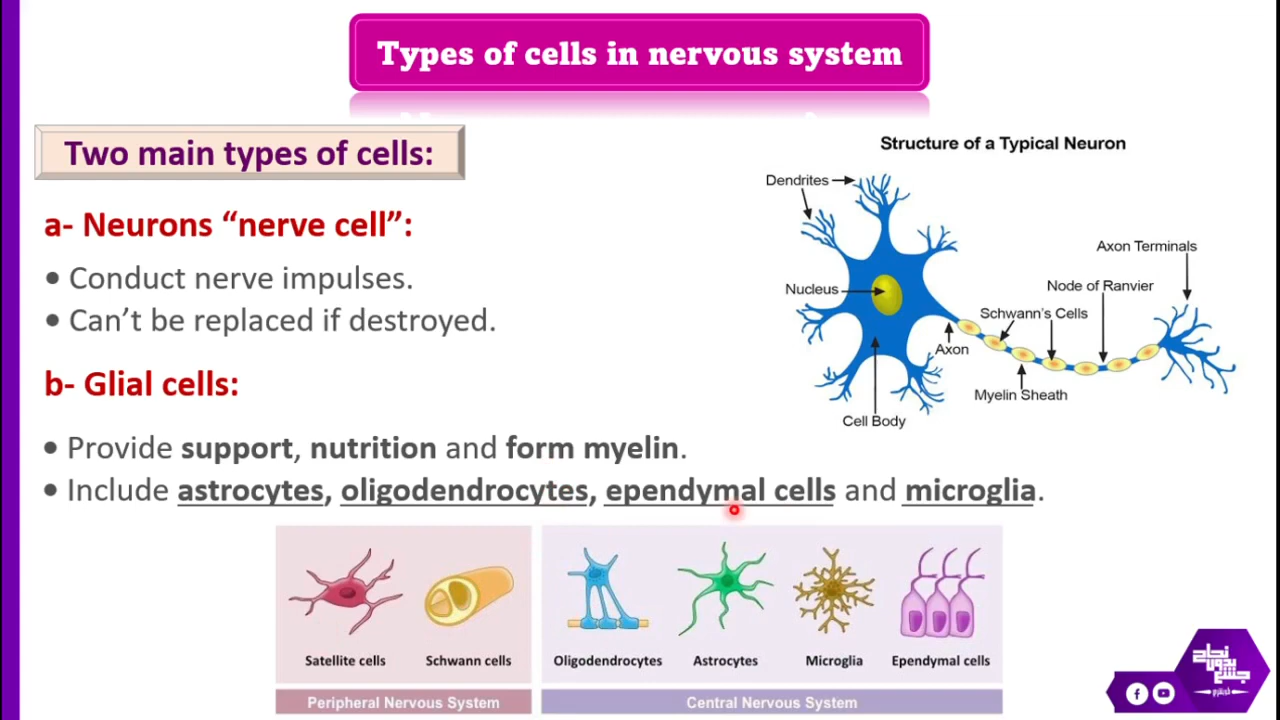 Types of cells in nervous system
Two main types of cells:
a- Neurons “nerve cell”:
• Conduct nerve impulses.
• Can’t be replaced if destroyed.
b- Glial cells:
• Provide support, nutrition and form myelin.
• Include astrocytes, oligodendrocytes, ependymal cells and microglia.
Structure of a Typical Neuron
Dendrites
Axon Terminals
Nucleus
Node of Ranvier
Schwann’s Cells
Axon
Myelin Sheath
Cell Body
Satellite cells
Schwann cells
Oligodendrocytes
Astrocytes
Microglia
Ependymal cells
Peripheral Nervous System
Central Nervous System
نجاح
بدون